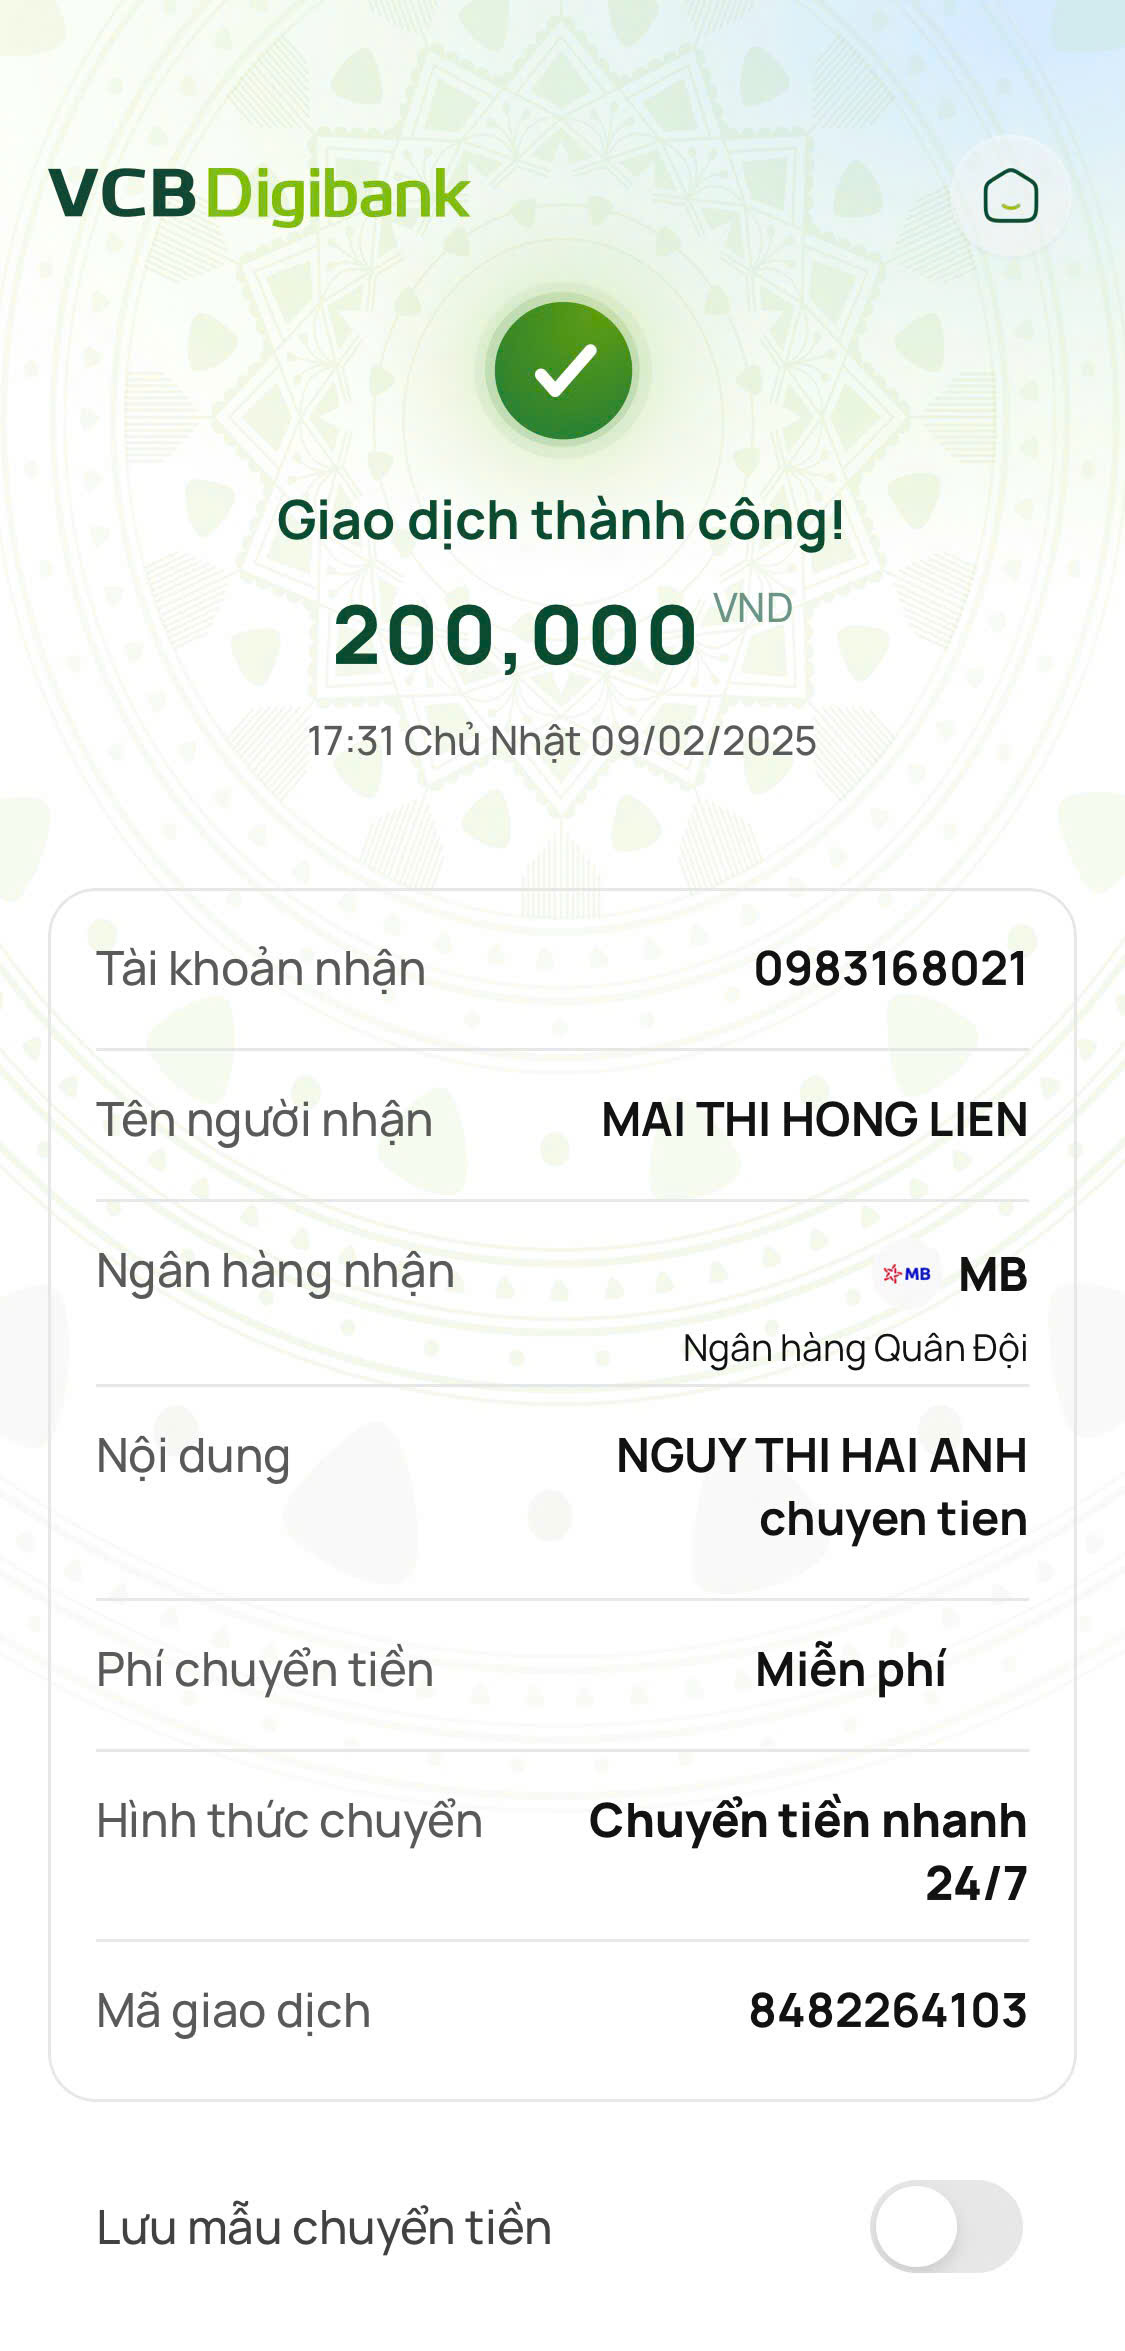 VCB Digibank
Giao dịch thành công!
200,000 VND
17:31 Chủ Nhật 09/02/2025
Tài khoản nhận 0983168021
Tên người nhận MAI THI HONG LIEN
Ngân hàng nhận MB MB
Ngân hàng Quân Đội
Nội dung NGUY THI HAI ANH
chuyen tien
Phí chuyển tiền Miễn phí
Hình thức chuyển Chuyển tiền nhanh
24/7
Mã giao dịch 8482264103
Lưu mẫu chuyển tiền